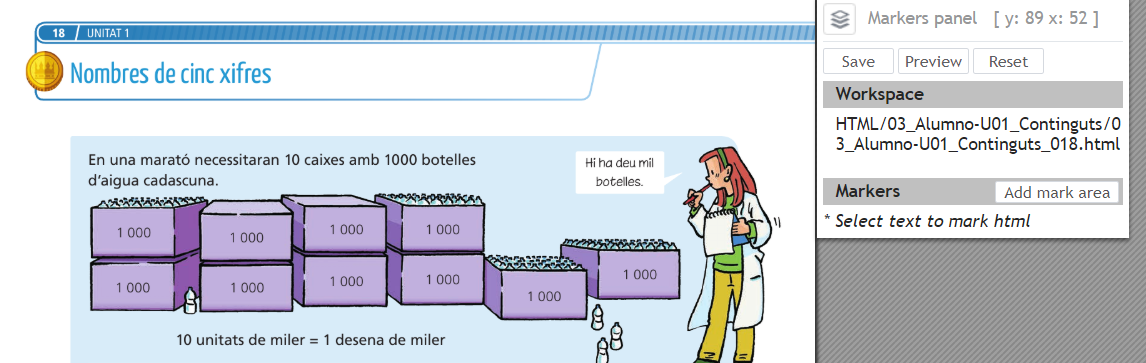 18 / UNITAT 1
Nombres de cinc xifres
En una marató necessitaran 10 caixes amb 1000 botelles
d’aigua cadascuna.
Hi ha deu mil
botelles.
1 000
1 000
1 000
1 000
1 000
1 000
1 000
1 000
1 000
1 000
10 unitats de miler = 1 desena de miler
Markers panel [ y: 89 x: 52 ]
Save Preview Reset
Workspace
HTML/03_Alumno-U01_Continguts/0
3_Alumno-U01_Continguts_018.html
Markers Add mark area
* Select text to mark html